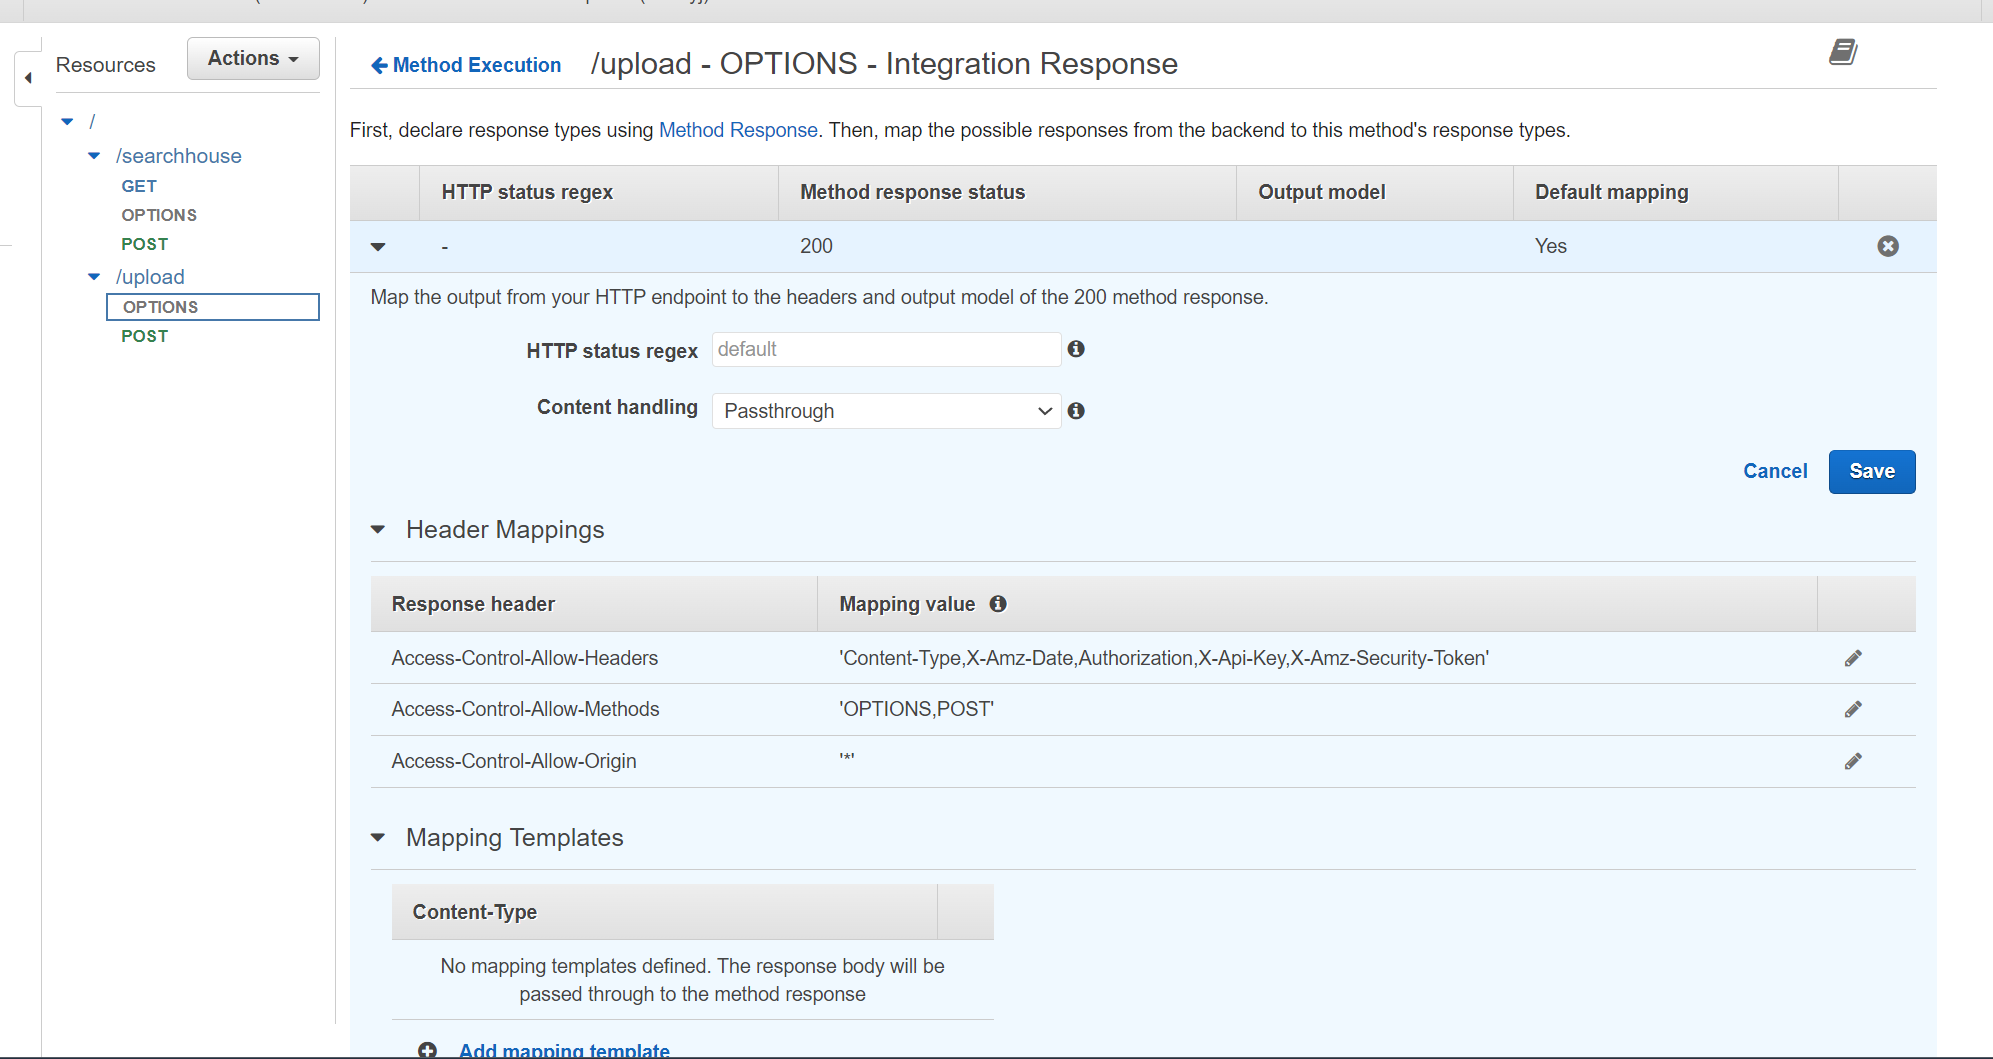 Resources
Actions
/
/searchhouse
GET
OPTIONS
POST
/upload
OPTIONS
POST
Method Execution /upload - OPTIONS - Integration Response
First, declare response types using Method Response. Then, map the possible responses from the backend to this method's response types.
HTTP status regex Method response status Output model Default mapping
- 200 Yes
Map the output from your HTTP endpoint to the headers and output model of the 200 method response.
HTTP status regex default
Content handling Passthrough
Cancel Save
Header Mappings
Response header Mapping value
Access-Control-Allow-Headers 'Content-Type,X-Amz-Date,Authorization,X-Api-Key,X-Amz-Security-Token'
Access-Control-Allow-Methods 'OPTIONS,POST'
Access-Control-Allow-Origin '*'
Mapping Templates
Content-Type
No mapping templates defined. The response body will be
passed through to the method response
Add mapping template